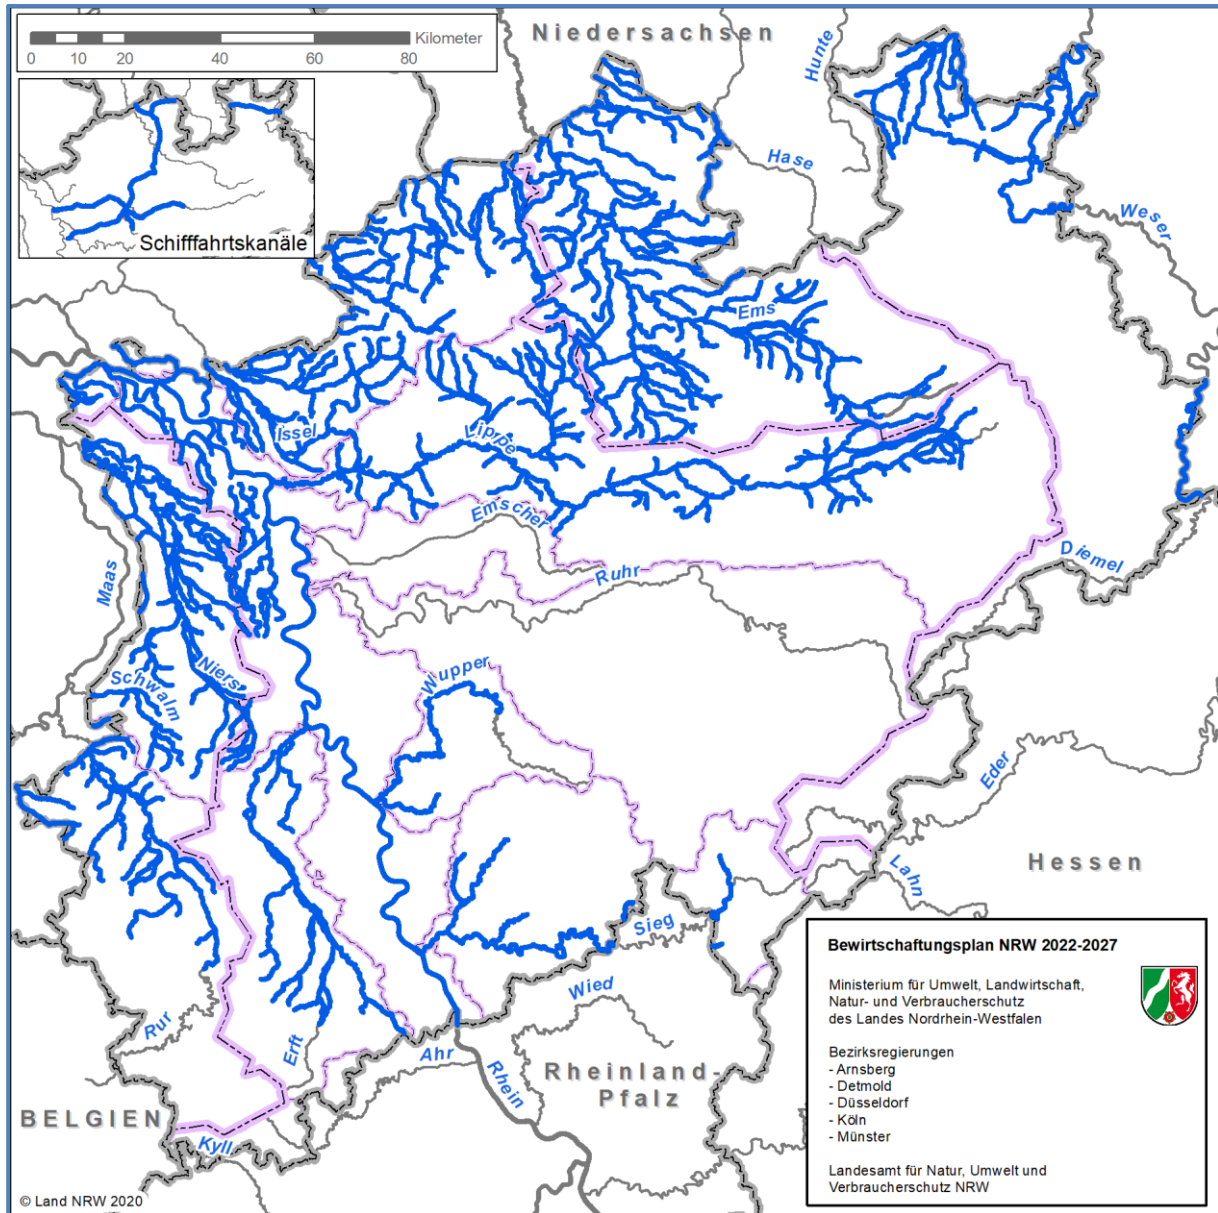 Niedersachsen
Kilometer
0 10 20 40 60 80
Hunte
Hase
Weser
Schifffahrtskanäle
Ems
Issel
Lippe
Emscher
Diemel
Ruhr
Maas
Niers
Schwalm
Wupper
Eder
Hessen
Lahn
Sieg
Wied
Rur
Erft
Ahr
Rhein
Rheinland-
Pfalz
BELGIEN
Kyll
Bewirtschaftungsplan NRW 2022-2027
Ministerium für Umwelt, Landwirtschaft,
Natur- und Verbraucherschutz
des Landes Nordrhein-Westfalen
Bezirksregierungen
- Arnsberg
- Detmold
- Düsseldorf
- Köln
- Münster
Landesamt für Natur, Umwelt und
Verbraucherschutz NRW
© Land NRW 2020